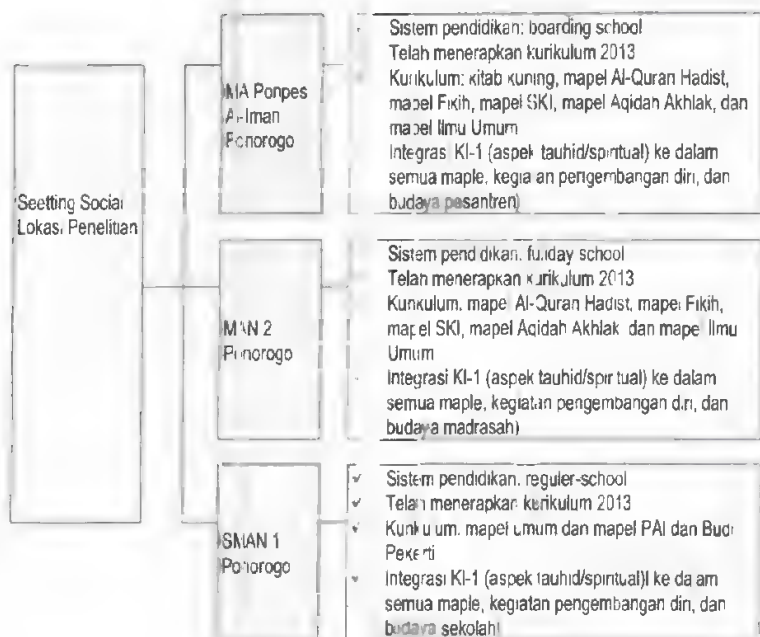 Seetting Social
Lokasi Penelitian
MA Ponpes
Al-Iman
Ponorogo
Sistem pendidikan: boarding school
Telah menerapkan kurikulum 2013
Kurikulum: kitab kuning, mapel Al-Quran Hadist,
mapel Fikih, mapel SKI, mapel Aqidah Akhlak, dan
mapel Ilmu Umum
Integrasi KI-1 (aspek tauhid/spiritual) ke dalam
semua maple, kegiatan pengembangan diri, dan
budaya pesantren)
MAN 2
Ponorogo
Sistem pendidikan: fullday school
Telah menerapkan kurikulum 2013
Kurikulum: mapel Al-Quran Hadist, mapel Fikih,
mapel SKI, mapel Aqidah Akhlak dan mapel Ilmu
Umum
Integrasi KI-1 (aspek tauhid/spiritual) ke dalam
semua maple, kegiatan pengembangan diri, dan
budaya madrasah)
SMAN 1
Ponorogo
✓ Sistem pendidikan: reguler-school
✓ Telah menerapkan kurikulum 2013
✓ Kurikulum: mapel umum dan mapel PAI dan Budi
Pekerti
✓ Integrasi KI-1 (aspek tauhid/spiritual)l ke dalam
semua maple, kegiatan pengembangan diri, dan
budaya sekolah)